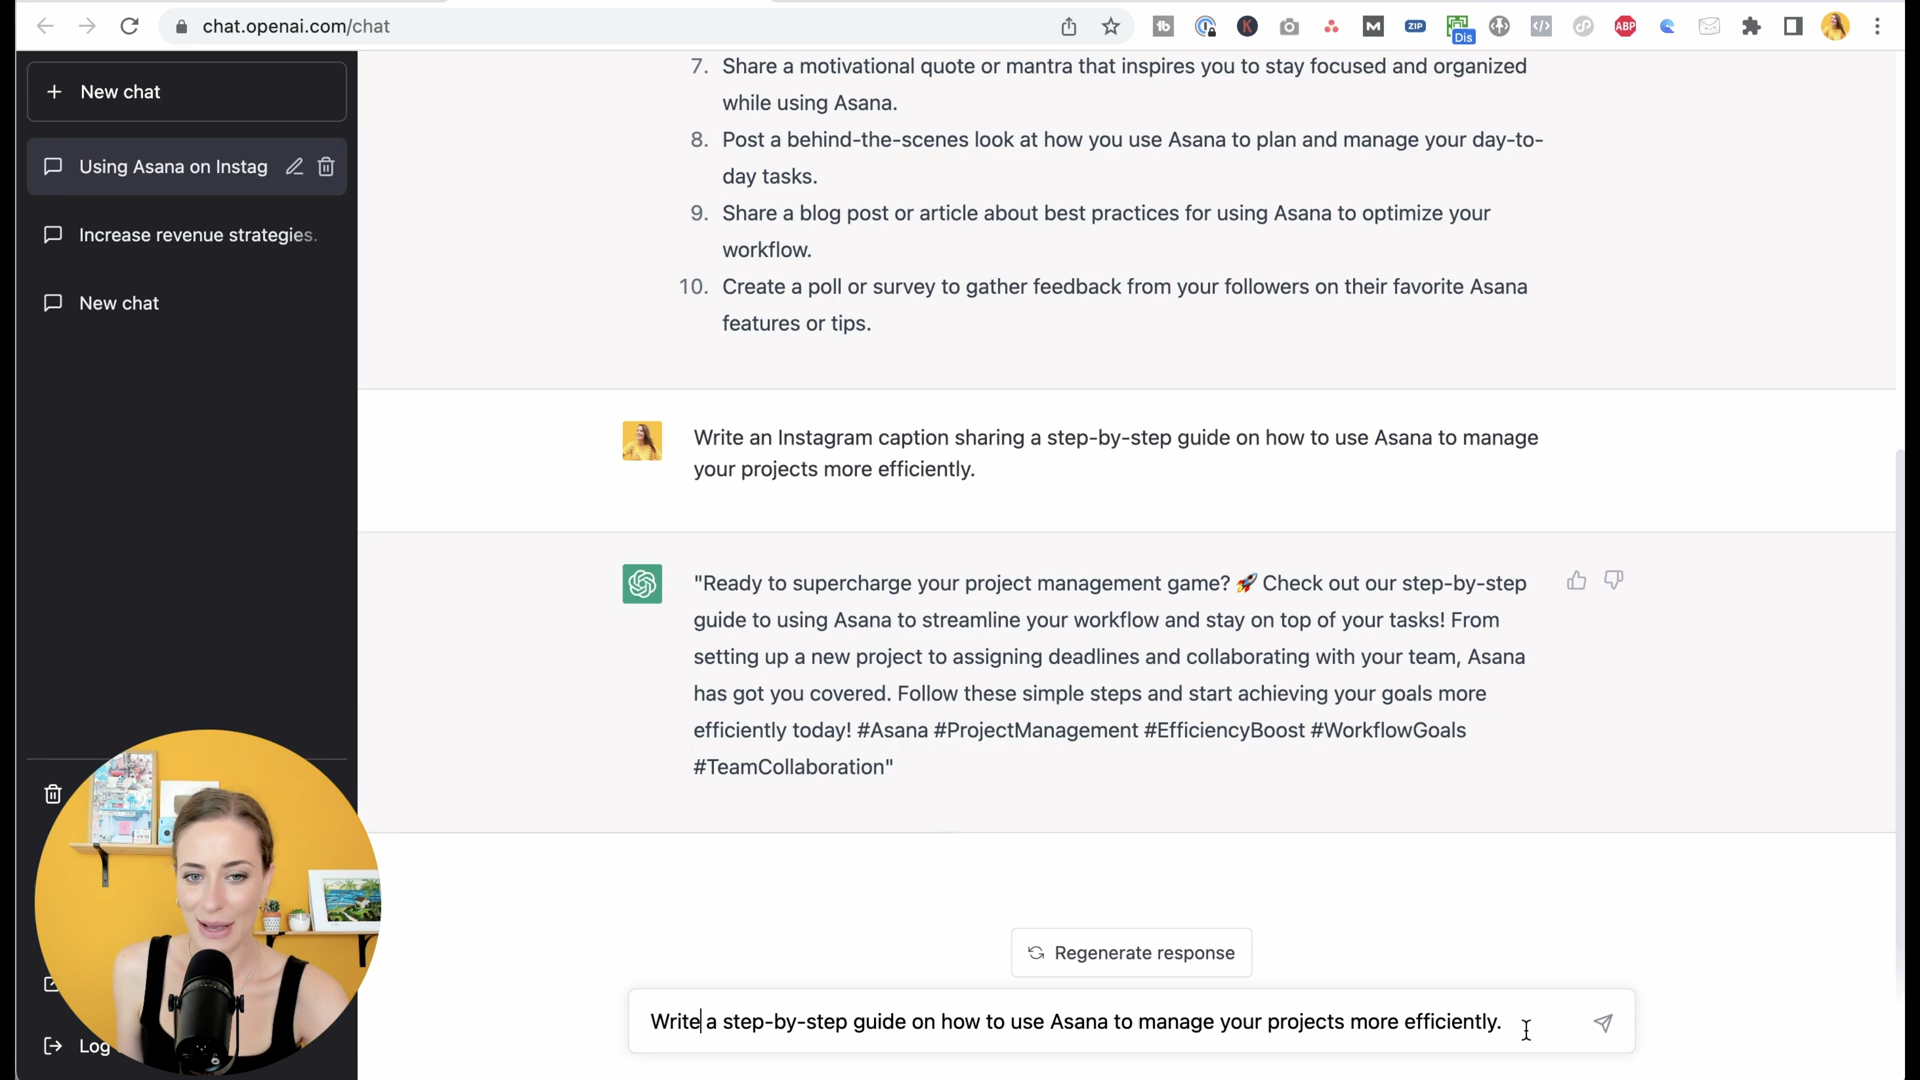 chat.openai.com/chat
ZIP
Dis
ABP
New chat
Using Asana on Instag
Increase revenue strategies.
New chat
Log
7. Share a motivational quote or mantra that inspires you to stay focused and organized
while using Asana.
8. Post a behind-the-scenes look at how you use Asana to plan and manage your day-to-
day tasks.
9. Share a blog post or article about best practices for using Asana to optimize your
workflow.
10. Create a poll or survey to gather feedback from your followers on their favorite Asana
features or tips.
Write an Instagram caption sharing a step-by-step guide on how to use Asana to manage
your projects more efficiently.
"Ready to supercharge your project management game? 🚀 Check out our step-by-step
guide to using Asana to streamline your workflow and stay on top of your tasks! From
setting up a new project to assigning deadlines and collaborating with your team, Asana
has got you covered. Follow these simple steps and start achieving your goals more
efficiently today! #Asana #ProjectManagement #EfficiencyBoost #WorkflowGoals
#TeamCollaboration"
Regenerate response
Write a step-by-step guide on how to use Asana to manage your projects more efficiently.